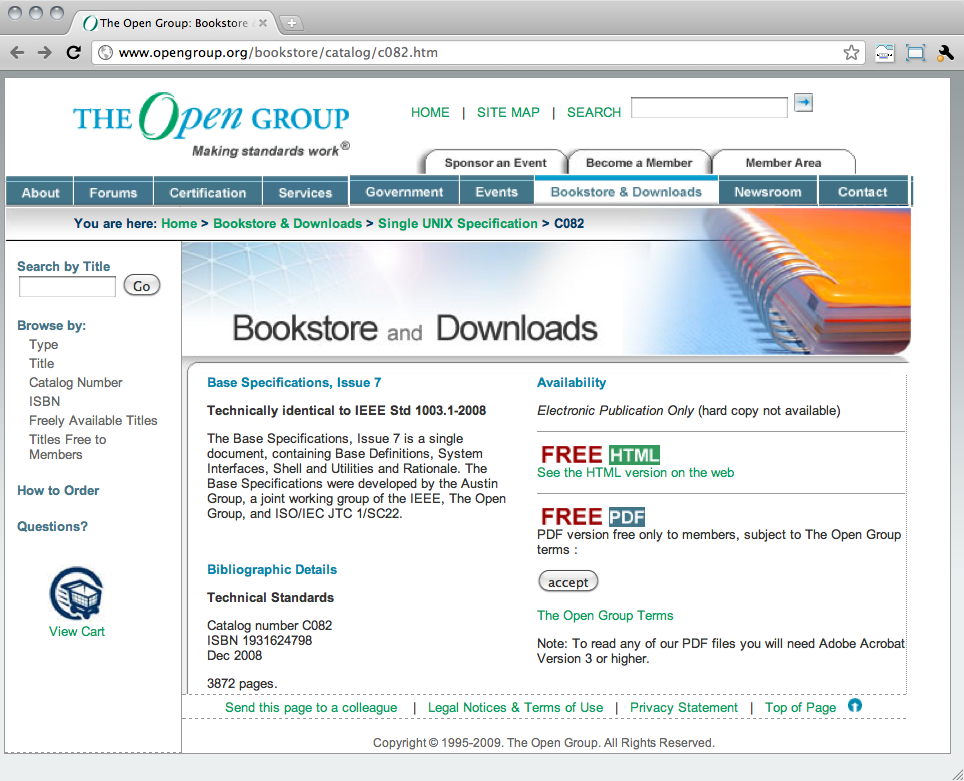 The Open Group: Bookstore
www.opengroup.org/bookstore/catalog/c082.htm
THE Open GROUP
Making standards work®
HOME | SITE MAP | SEARCH
Sponsor an Event Become a Member Member Area
About Forums Certification Services Government Events Bookstore & Downloads Newsroom Contact
You are here: Home > Bookstore & Downloads > Single UNIX Specification > C082
Search by Title
Go
Browse by:
Type
Title
Catalog Number
ISBN
Freely Available Titles
Titles Free to
Members
How to Order
Questions?
View Cart
Bookstore and Downloads
Base Specifications, Issue 7
Technically identical to IEEE Std 1003.1-2008
The Base Specifications, Issue 7 is a single
document, containing Base Definitions, System
Interfaces, Shell and Utilities and Rationale. The
Base Specifications were developed by the Austin
Group, a joint working group of the IEEE, The Open
Group, and ISO/IEC JTC 1/SC22.
Bibliographic Details
Technical Standards
Catalog number C082
ISBN 1931624798
Dec 2008
3872 pages.
Availability
Electronic Publication Only (hard copy not available)
FREE HTML
See the HTML version on the web
FREE PDF
PDF version free only to members, subject to The Open Group
terms :
accept
The Open Group Terms
Note: To read any of our PDF files you will need Adobe Acrobat
Version 3 or higher.
Send this page to a colleague | Legal Notices & Terms of Use | Privacy Statement | Top of Page
Copyright © 1995-2009. The Open Group. All Rights Reserved.